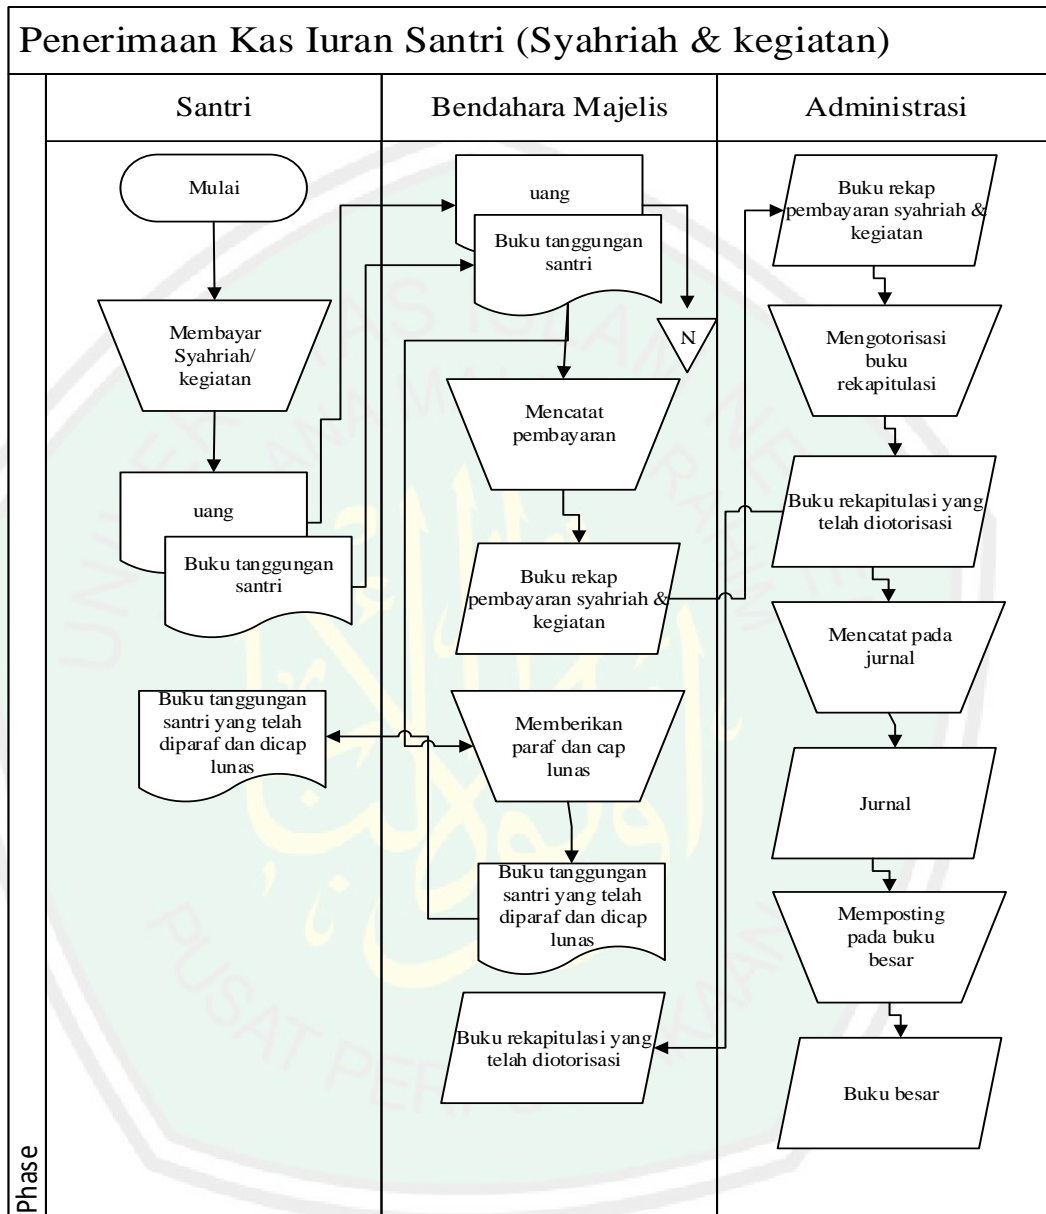 Penerimaan Kas Iuran Santri (Syahriah & kegiatan)
Phase
Santri
Bendahara Majelis
Administrasi
Mulai
Membayar
Syahriah/
kegiatan
uang
Buku tanggungan
santri
Buku tanggungan
santri yang telah
diparaf dan dicap
lunas
uang
Buku tanggungan
santri
N
Mencatat
pembayaran
Buku rekap
pembayaran syahriah &
kegiatan
Memberikan
paraf dan cap
lunas
Buku tanggungan
santri yang telah
diparaf dan dicap
lunas
Buku rekapitulasi yang
telah diotorisasi
Buku rekap
pembayaran syahriah &
kegiatan
Mengotorisasi
buku
rekapitulasi
Buku rekapitulasi yang
telah diotorisasi
Mencatat pada
jurnal
Jurnal
Memposting
pada buku
besar
Buku besar